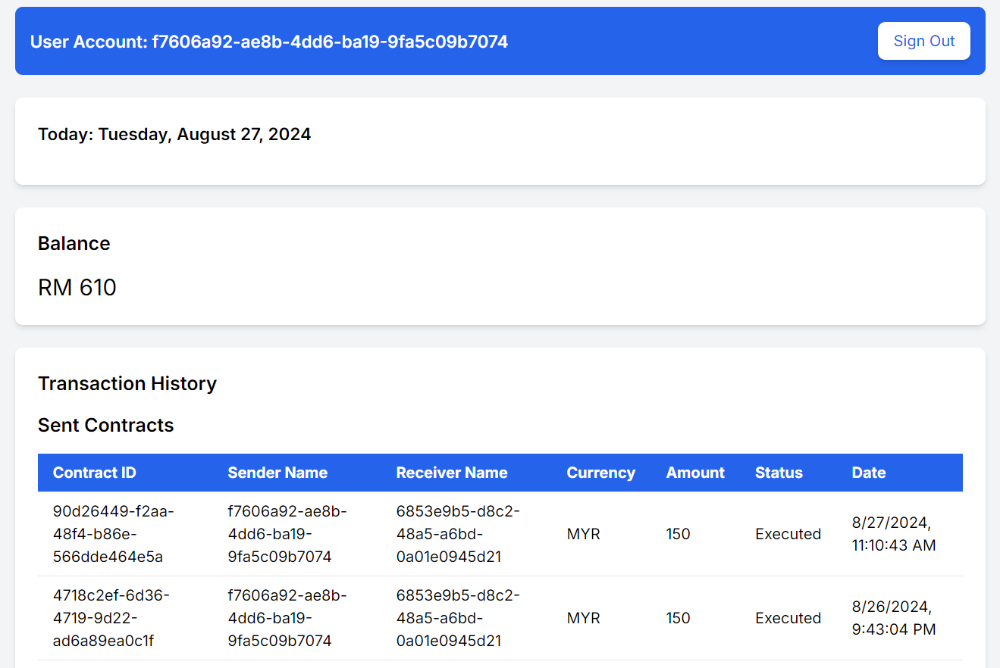 User Account: f7606a92-ae8b-4dd6-ba19-9fa5c09b7074
Sign Out
Today: Tuesday, August 27, 2024
Balance
RM 610
Transaction History
Sent Contracts
Contract ID Sender Name Receiver Name Currency Amount Status Date
90d26449-f2aa-
48f4-b86e-
566dde464e5a
f7606a92-ae8b-
4dd6-ba19-
9fa5c09b7074
6853e9b5-d8c2-
48a5-a6bd-
0a01e0945d21
MYR
150
Executed
8/27/2024,
11:10:43 AM
4718c2ef-6d36-
4719-9d22-
ad6a89ea0c1f
f7606a92-ae8b-
4dd6-ba19-
9fa5c09b7074
6853e9b5-d8c2-
48a5-a6bd-
0a01e0945d21
MYR
150
Executed
8/26/2024,
9:43:04 PM